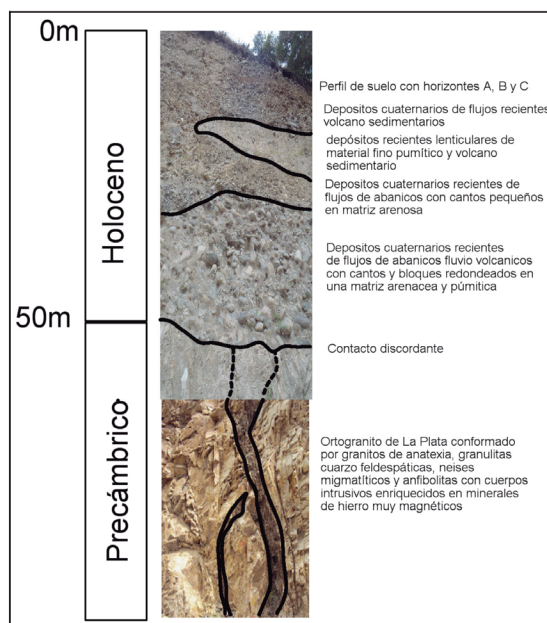 0m
Holoceno
50m
Precámbrico
Perfil de suelo con horizontes A, B y C
Depositos cuaternarios de flujos recientes
volcano sedimentarios
depósitos recientes lenticulares de
material fino pumítico y volcano
sedimentario
Depositos cuaternarios recientes de
flujos de abanicos con cantos pequeños
en matriz arenosa
Depositos cuaternarios recientes
de flujos de abanicos fluvio volcanicos
con cantos y bloques redondeados en
una matriz arenacea y púmitica
Contacto discordante
Ortogranito de La Plata conformado
por granitos de anatexia, granulitas
cuarzo feldespáticas, neises
migmatíticos y anfibolitas con cuerpos
intrusivos enriquecidos en minerales
de hierro muy magnéticos